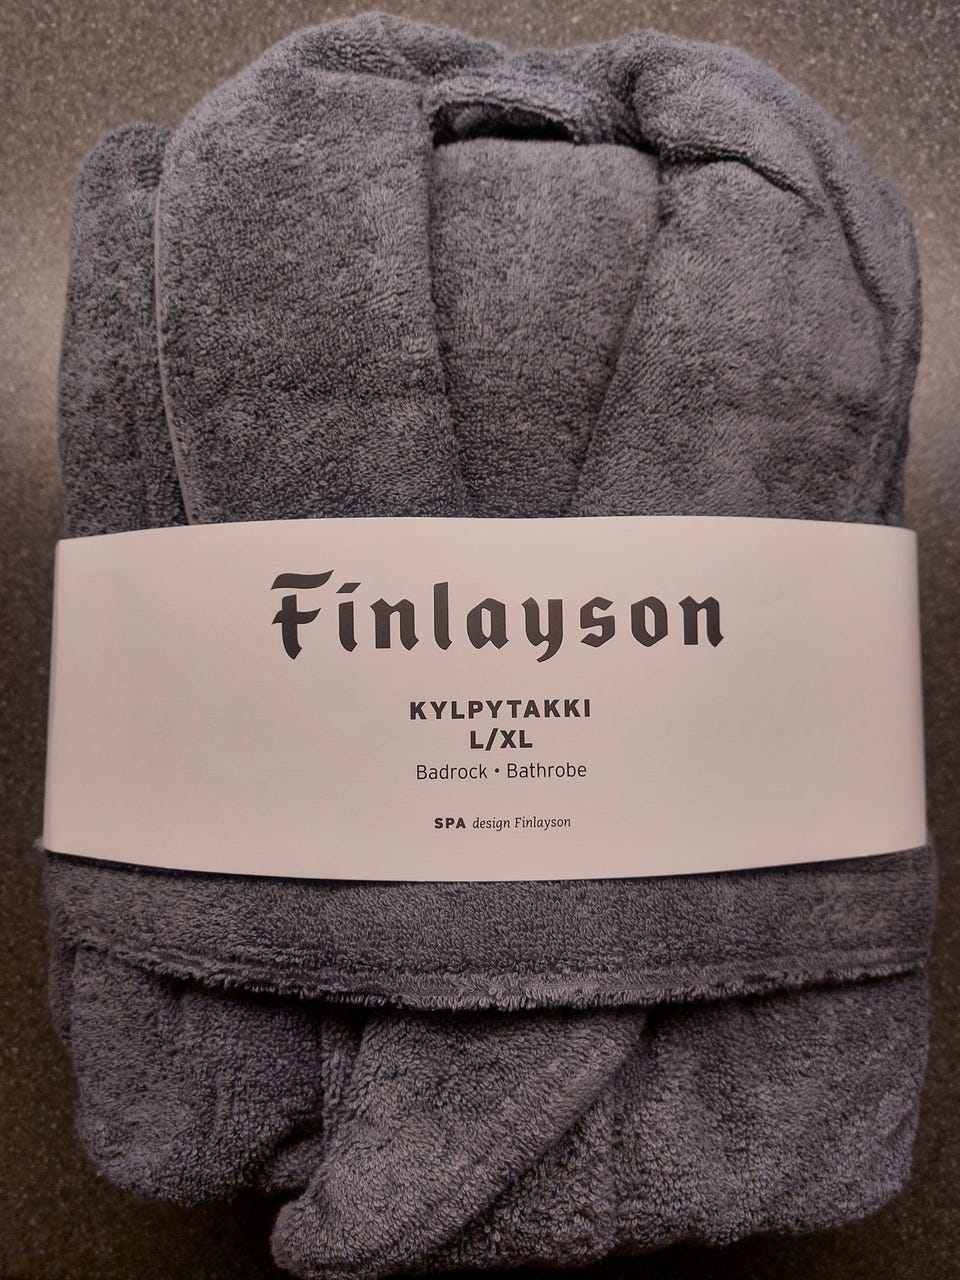 Finlayson
KYLPYTAKKI
L/XL
Badrock • Bathrobe
SPA design Finlayson